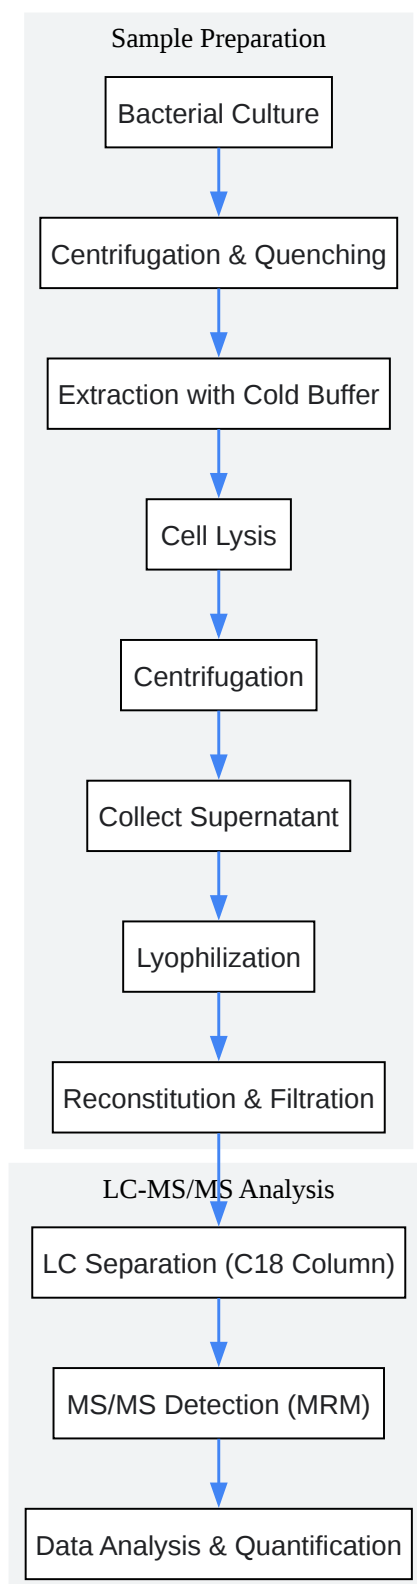 Sample Preparation
Bacterial Culture
Centrifugation & Quenching
Extraction with Cold Buffer
Cell Lysis
Centrifugation
Collect Supernatant
Lyophilization
Reconstitution & Filtration
LC-MS/MS Analysis
LC Separation (C18 Column)
MS/MS Detection (MRM)
Data Analysis & Quantification